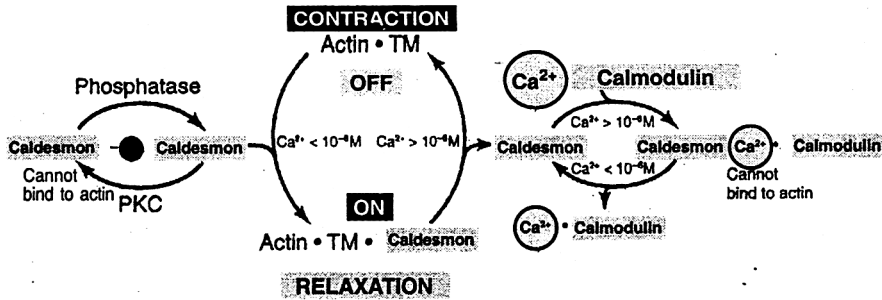 CONTRACTION
Actin • TM
OFF
Phosphatase
Caldesmon
Caldesmon
Cannot
bind to actin
PKC
Ca²⁺ < 10⁻⁶M
Ca²⁺ > 10⁻⁶M
ON
Actin • TM • Caldesmon
RELAXATION
Ca²⁺
Calmodulin
Ca²⁺ > 10⁻⁶M
Caldesmon
Caldesmon Ca²⁺ • Calmodulin
Ca²⁺ < 10⁻⁶M
Cannot
bind to actin
Ca²⁺ • Calmodulin